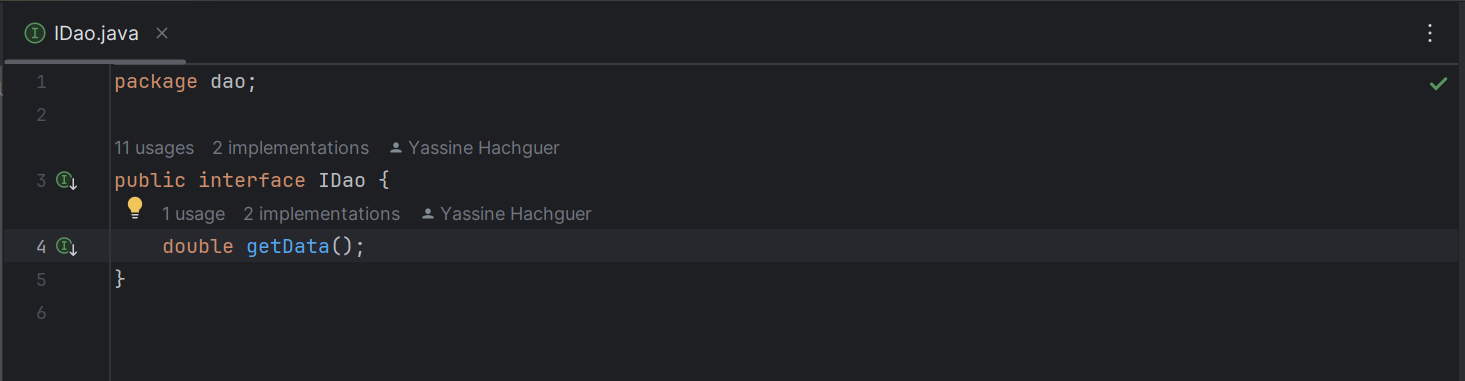 IDao.java
1 package dao;
2
11 usages 2 implementations Yassine Hachguer
3 public interface IDao {
1 usage 2 implementations Yassine Hachguer
4 double getData();
5 }
6